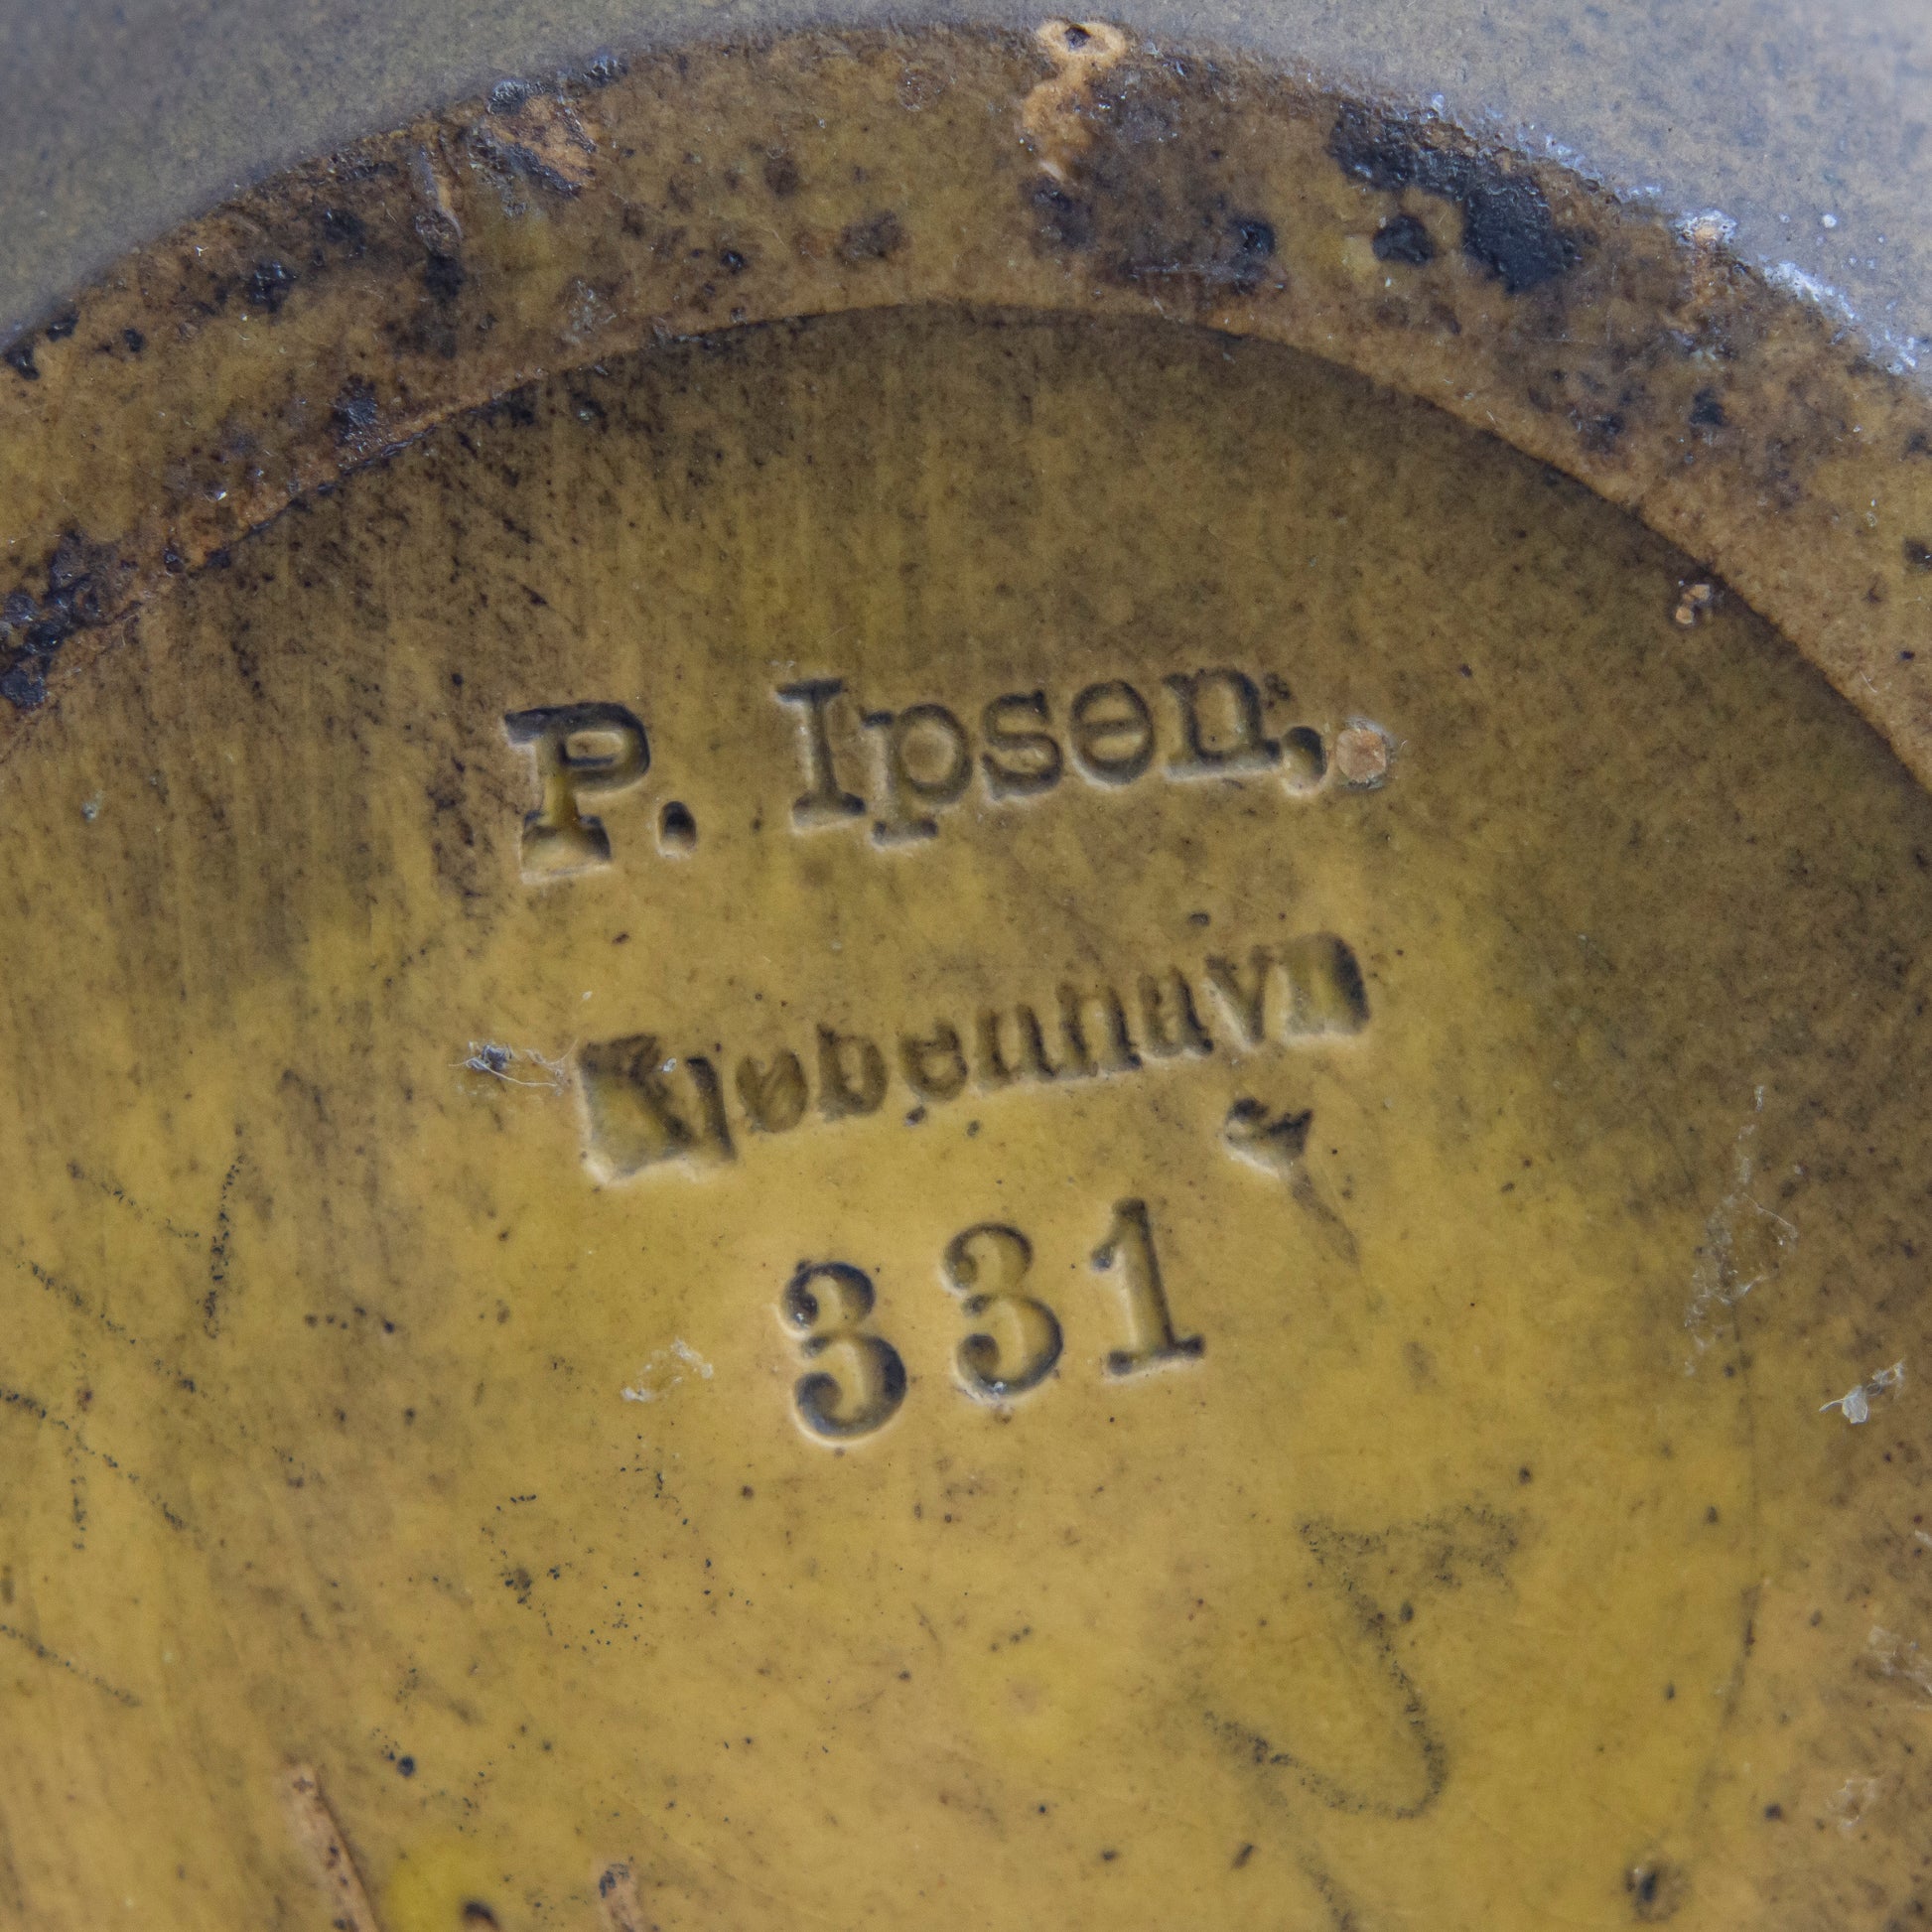 P. Ipsen,
København
331